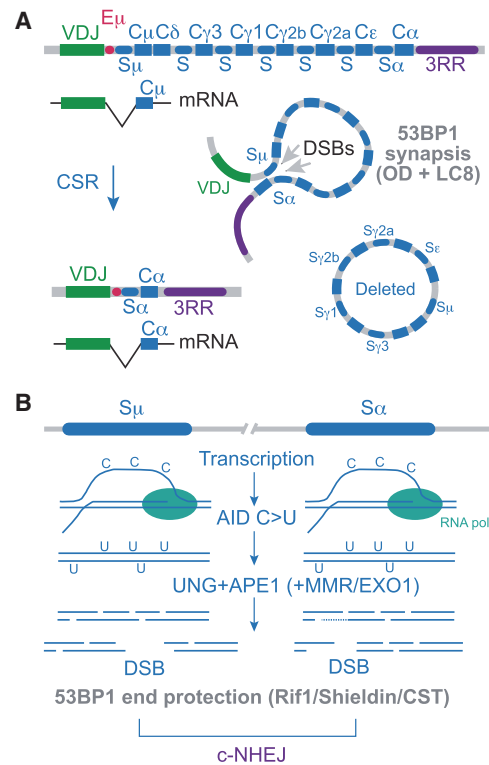 A
Eμ
VDJ Cμ Cδ Cγ3 Cγ1 Cγ2b Cγ2a Cε Cα
Sμ S S S S S Sα 3RR
Cμ
mRNA
CSR
Sμ
DSBs
VDJ
Sα
53BP1
synapsis
(OD + LC8)
VDJ Cα
Sα 3RR
Cα
mRNA
Sγ2a
Sγ2b Sε
Deleted
Sγ1 Sμ
Sγ3
B
Sμ Sα
Transcription
C C C C C C
RNA pol
AID C>U
U U U U U U
U U U U
UNG+APE1 (+MMR/EXO1)
DSB DSB
53BP1 end protection (Rif1/Shieldin/CST)
c-NHEJ